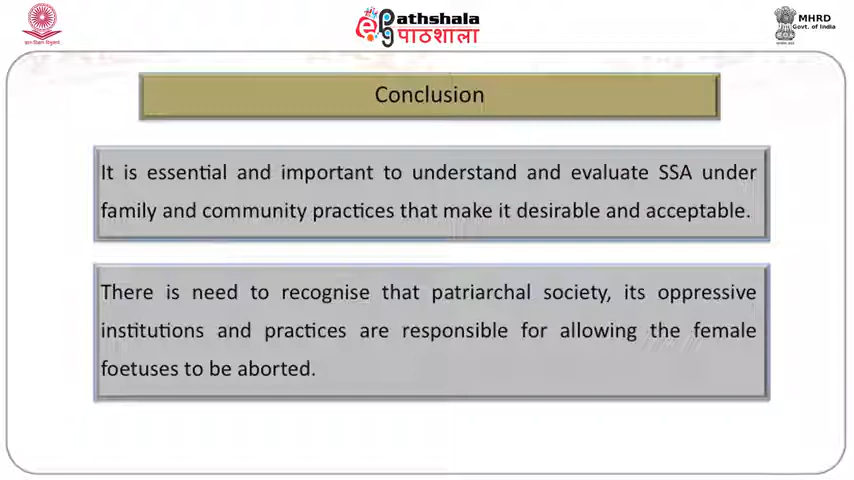 Pathshala
पाठशाला
MHRD
Govt. of India
Conclusion
It is essential and important to understand and evaluate SSA under
family and community practices that make it desirable and acceptable.
There is need to recognise that patriarchal society, its oppressive
institutions and practices are responsible for allowing the female
foetuses to be aborted.